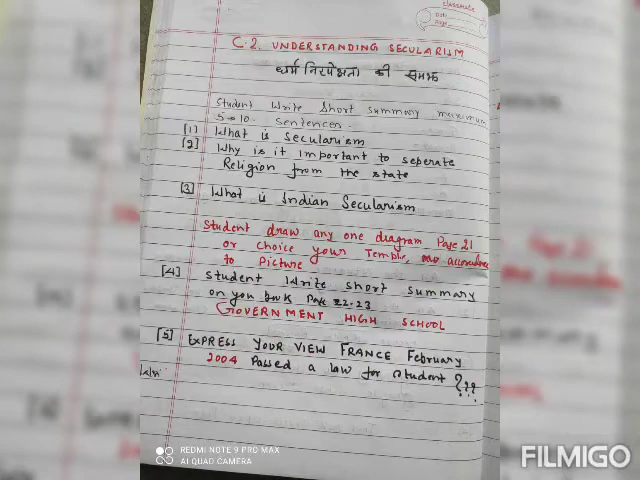 classmate
Date
Page
C.2. UNDERSTANDING SECULARISM
धर्म निरपेक्षता की समझ
Student Write Short summary
5 to 10 Sentences.
[1] What is Secularism
[2] Why is it important to seperate
Religion from the state
[3] What is Indian Secularism
Student draw any one diagram Page 21
or choice your Temple,
to Picture
[4] Student Write short summary
on you book Page 22-23
GOVERNMENT HIGH SCHOOL
[5] EXPRESS YOUR VIEW FRANCE February
2004 Passed a law for student ???
REDMI NOTE 9 PRO MAX
AI QUAD CAMERA
FILMIGO